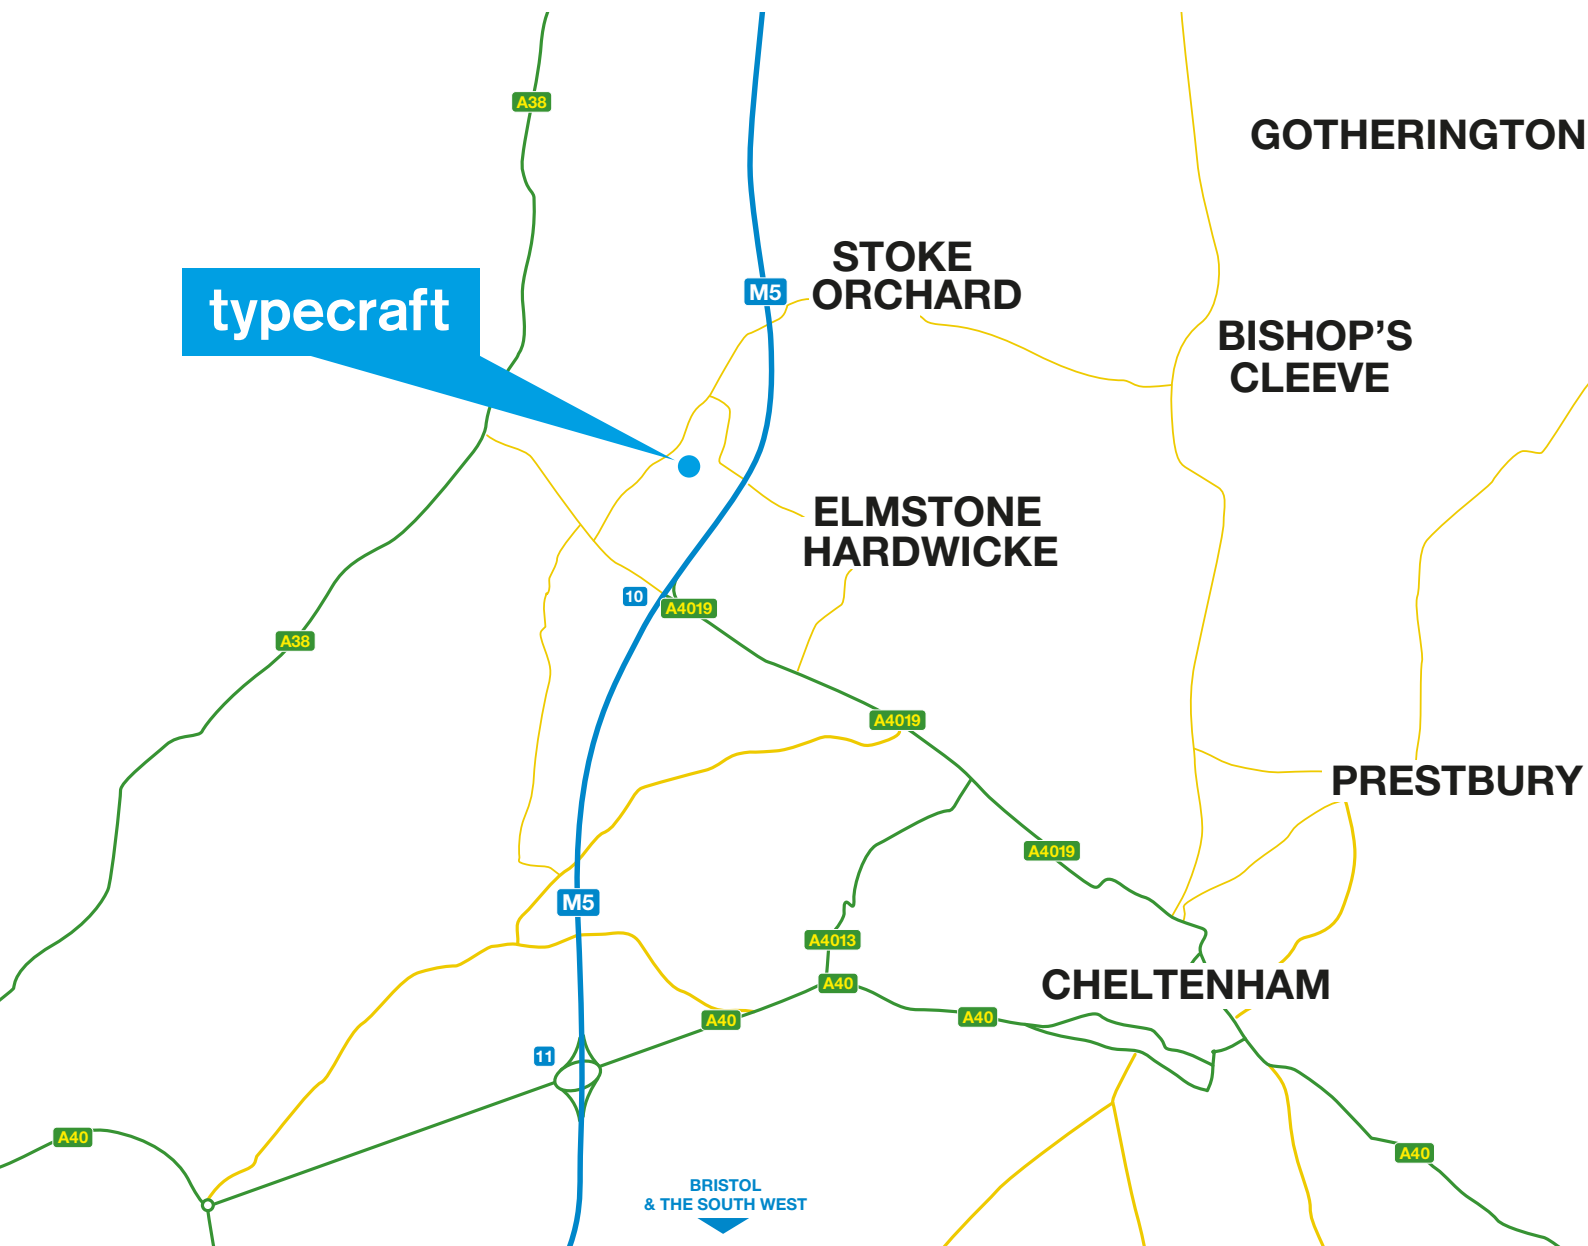 A38
GOTHERINGTON
STOKE
ORCHARD
M5
typecraft
BISHOP’S
CLEEVE
ELMSTONE
HARDWICKE
10
A4019
A38
A4019
PRESTBURY
A4019
M5
A4013
A40
CHELTENHAM
A40
A40
11
A40
A40
BRISTOL
& THE SOUTH WEST